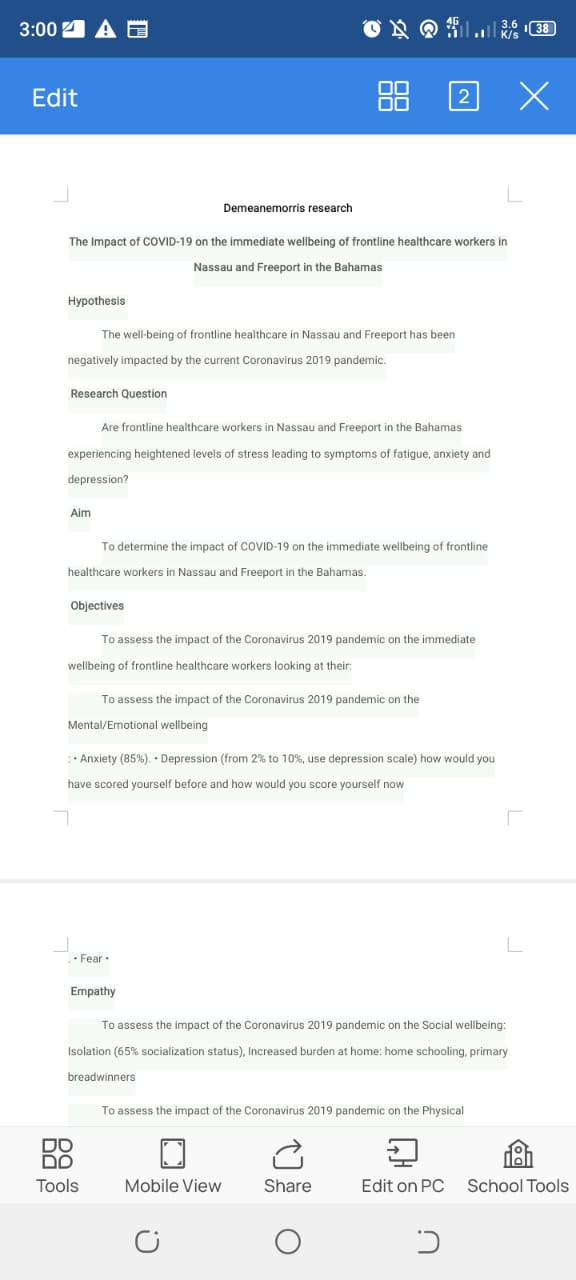 3:00
4G
3.6
K/s
38
Edit
2
Demeanemorris research
The Impact of COVID-19 on the immediate wellbeing of frontline healthcare workers in
Nassau and Freeport in the Bahamas
Hypothesis
The well-being of frontline healthcare in Nassau and Freeport has been
negatively impacted by the current Coronavirus 2019 pandemic.
Research Question
Are frontline healthcare workers in Nassau and Freeport in the Bahamas
experiencing heightened levels of stress leading to symptoms of fatigue, anxiety and
depression?
Aim
To determine the impact of COVID-19 on the immediate wellbeing of frontline
healthcare workers in Nassau and Freeport in the Bahamas.
Objectives
To assess the impact of the Coronavirus 2019 pandemic on the immediate
wellbeing of frontline healthcare workers looking at their:
To assess the impact of the Coronavirus 2019 pandemic on the
Mental/Emotional wellbeing
: • Anxiety (85%). • Depression (from 2% to 10%, use depression scale) how would you
have scored yourself before and how would you score yourself now
. • Fear •
Empathy
To assess the impact of the Coronavirus 2019 pandemic on the Social wellbeing:
Isolation (65% socialization status), Increased burden at home: home schooling, primary
breadwinners
To assess the impact of the Coronavirus 2019 pandemic on the Physical
Tools
Mobile View
Share
Edit on PC
School Tools